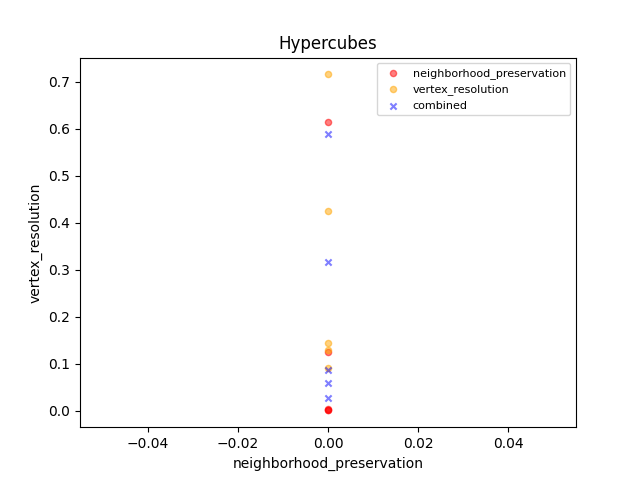 Hypercubes
neighborhood_preservation
vertex_resolution
combined
0.7
0.6
0.5
0.4
0.3
0.2
0.1
0.0
vertex_resolution
−0.04
−0.02
0.00
0.02
0.04
neighborhood_preservation